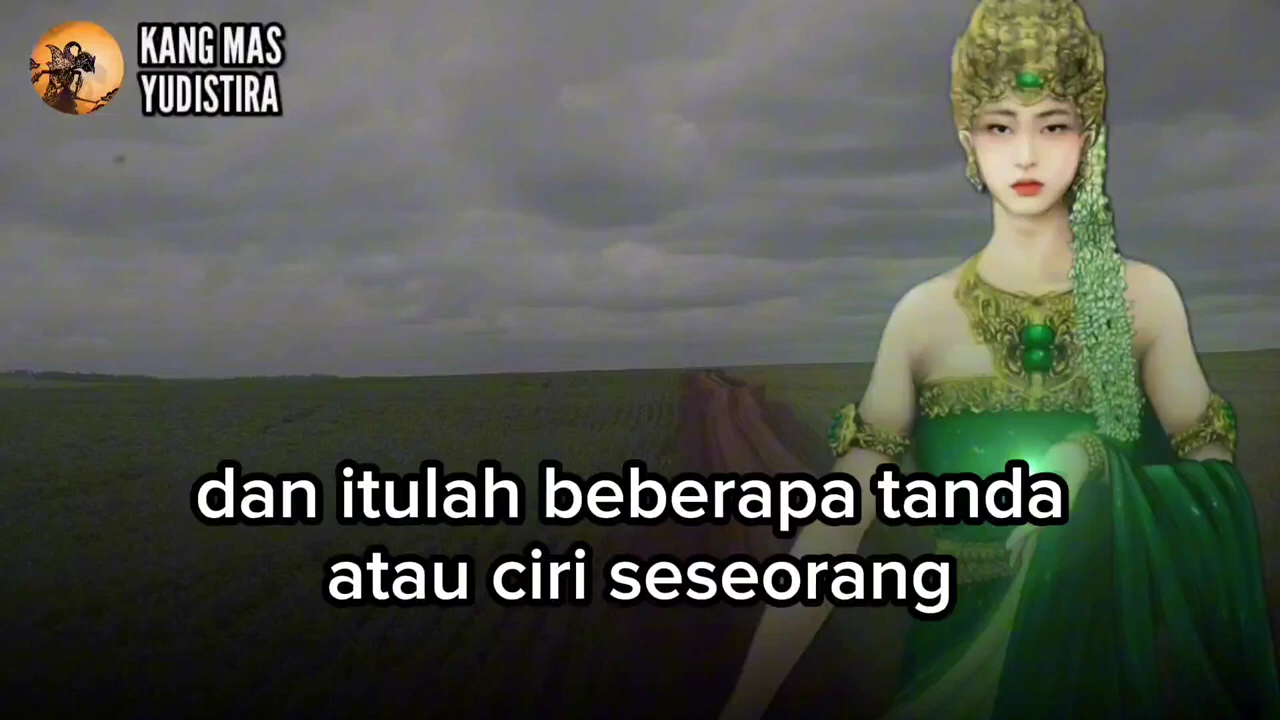 KANG MAS
YUDISTIRA
dan itulah beberapa tanda
atau ciri seseorang